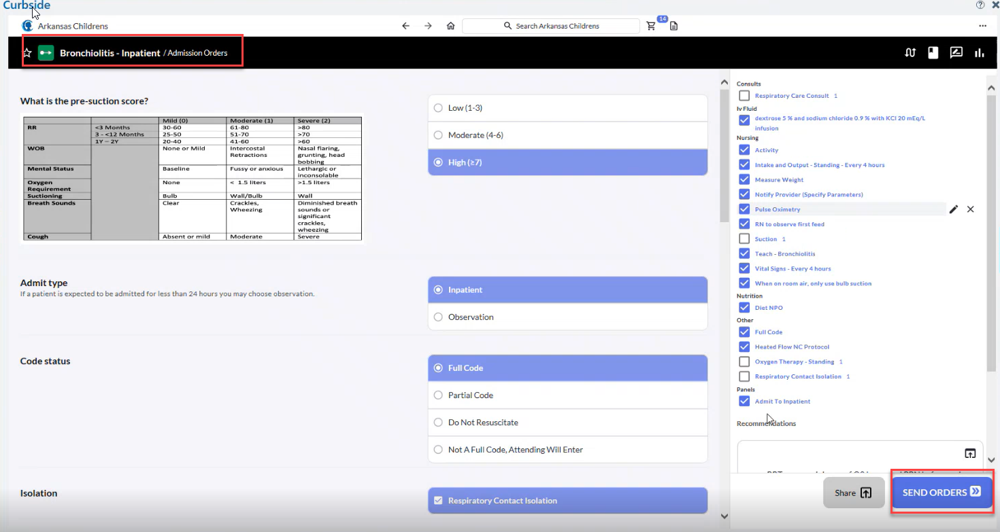 Curbside
Arkansas Childrens
Search Arkansas Childrens
14
Bronchiolitis - Inpatient / Admission Orders
What is the pre-suction score?
Mild (0) Moderate (1) Severe (2)
RR <3 Months 30-60 61-80 >80
3 - <12 Months 25-50 51-70 >70
1Y – 2Y 20-40 41-60 >60
WOB None or Mild Intercostal Retractions Nasal flaring, grunting, head bobbing
Mental Status Baseline Fussy or anxious Lethargic or inconsolable
Oxygen Requirement None < 1.5 liters >1.5 liters
Suctioning Bulb Wall/Bulb Wall
Breath Sounds Clear Crackles, Wheezing Diminished breath sounds or significant crackles, wheezing
Cough Absent or mild Moderate Severe
Low (1-3)
Moderate (4-6)
High (≥7)
Admit type
If a patient is expected to be admitted for less than 24 hours you may choose observation.
Inpatient
Observation
Code status
Full Code
Partial Code
Do Not Resuscitate
Not A Full Code, Attending Will Enter
Isolation
Respiratory Contact Isolation
Consults
Respiratory Care Consult 1
Iv Fluid
dextrose 5 % and sodium chloride 0.9 % with KCl 20 mEq/L
infusion
Nursing
Activity
Intake and Output - Standing - Every 4 hours
Measure Weight
Notify Provider (Specify Parameters)
Pulse Oximetry
RN to observe first feed
Suction 1
Teach - Bronchiolitis
Vital Signs - Every 4 hours
When on room air, only use bulb suction
Nutrition
Diet NPO
Other
Full Code
Heated Flow NC Protocol
Oxygen Therapy - Standing 1
Respiratory Contact Isolation 1
Panels
Admit To Inpatient
Recommendations
Share
SEND ORDERS